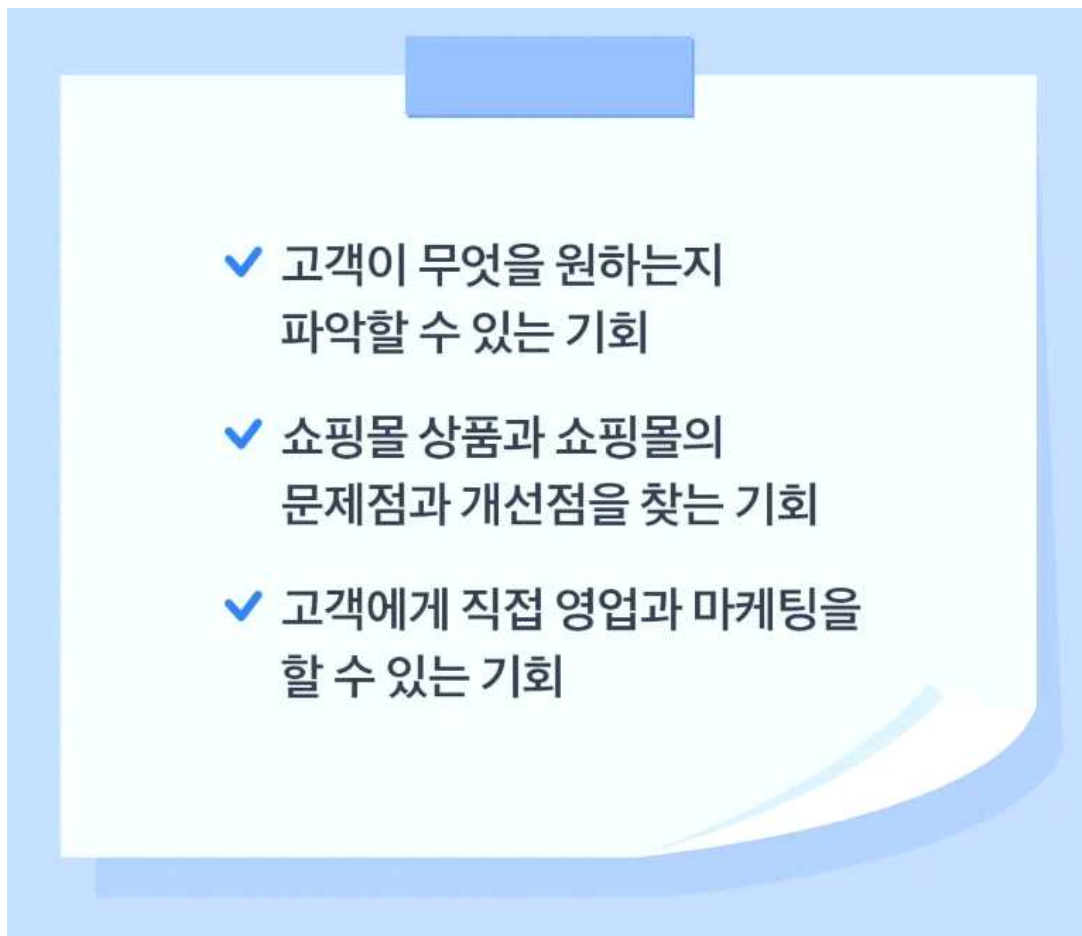 고객이 무엇을 원하는지
파악할 수 있는 기회
쇼핑몰 상품과 쇼핑몰의
문제점과 개선점을 찾는 기회
고객에게 직접 영업과 마케팅을
할 수 있는 기회